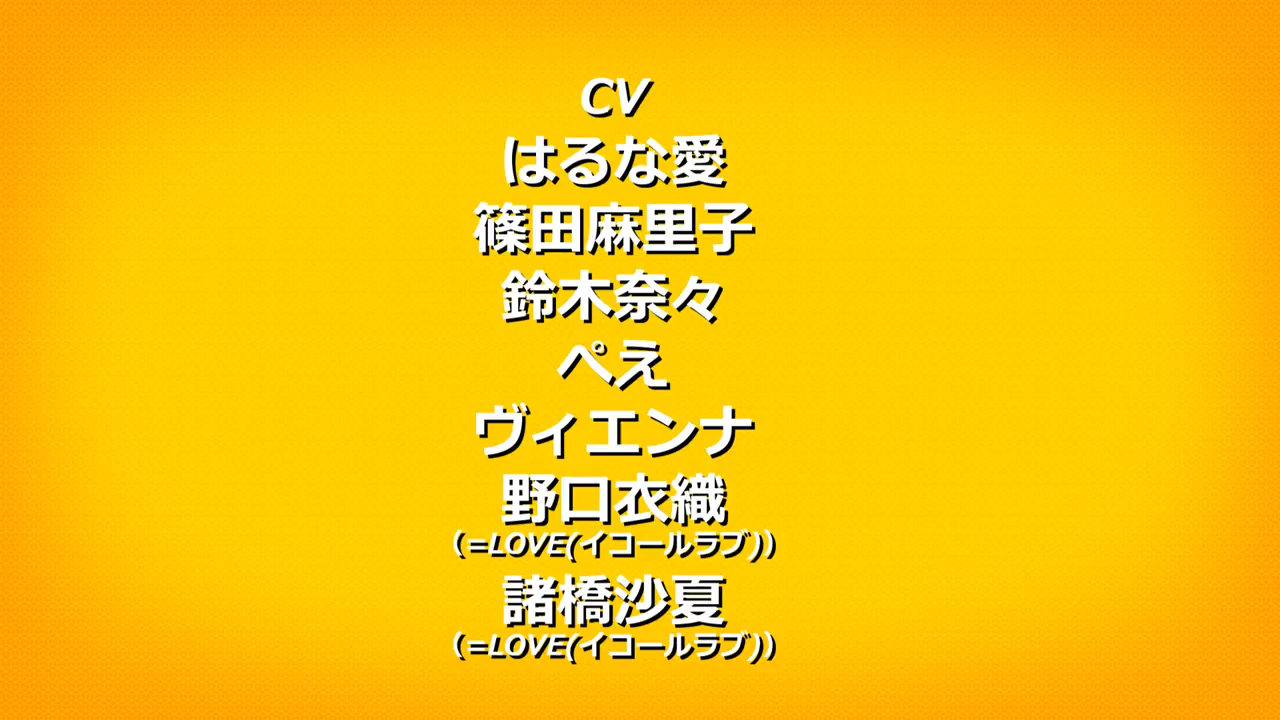 CV
はるな愛
篠田麻里子
鈴木奈々
ぺえ
ヴィエンナ
野口衣織
（=LOVE(イコールラブ)）
諸橋沙夏
（=LOVE(イコールラブ)）